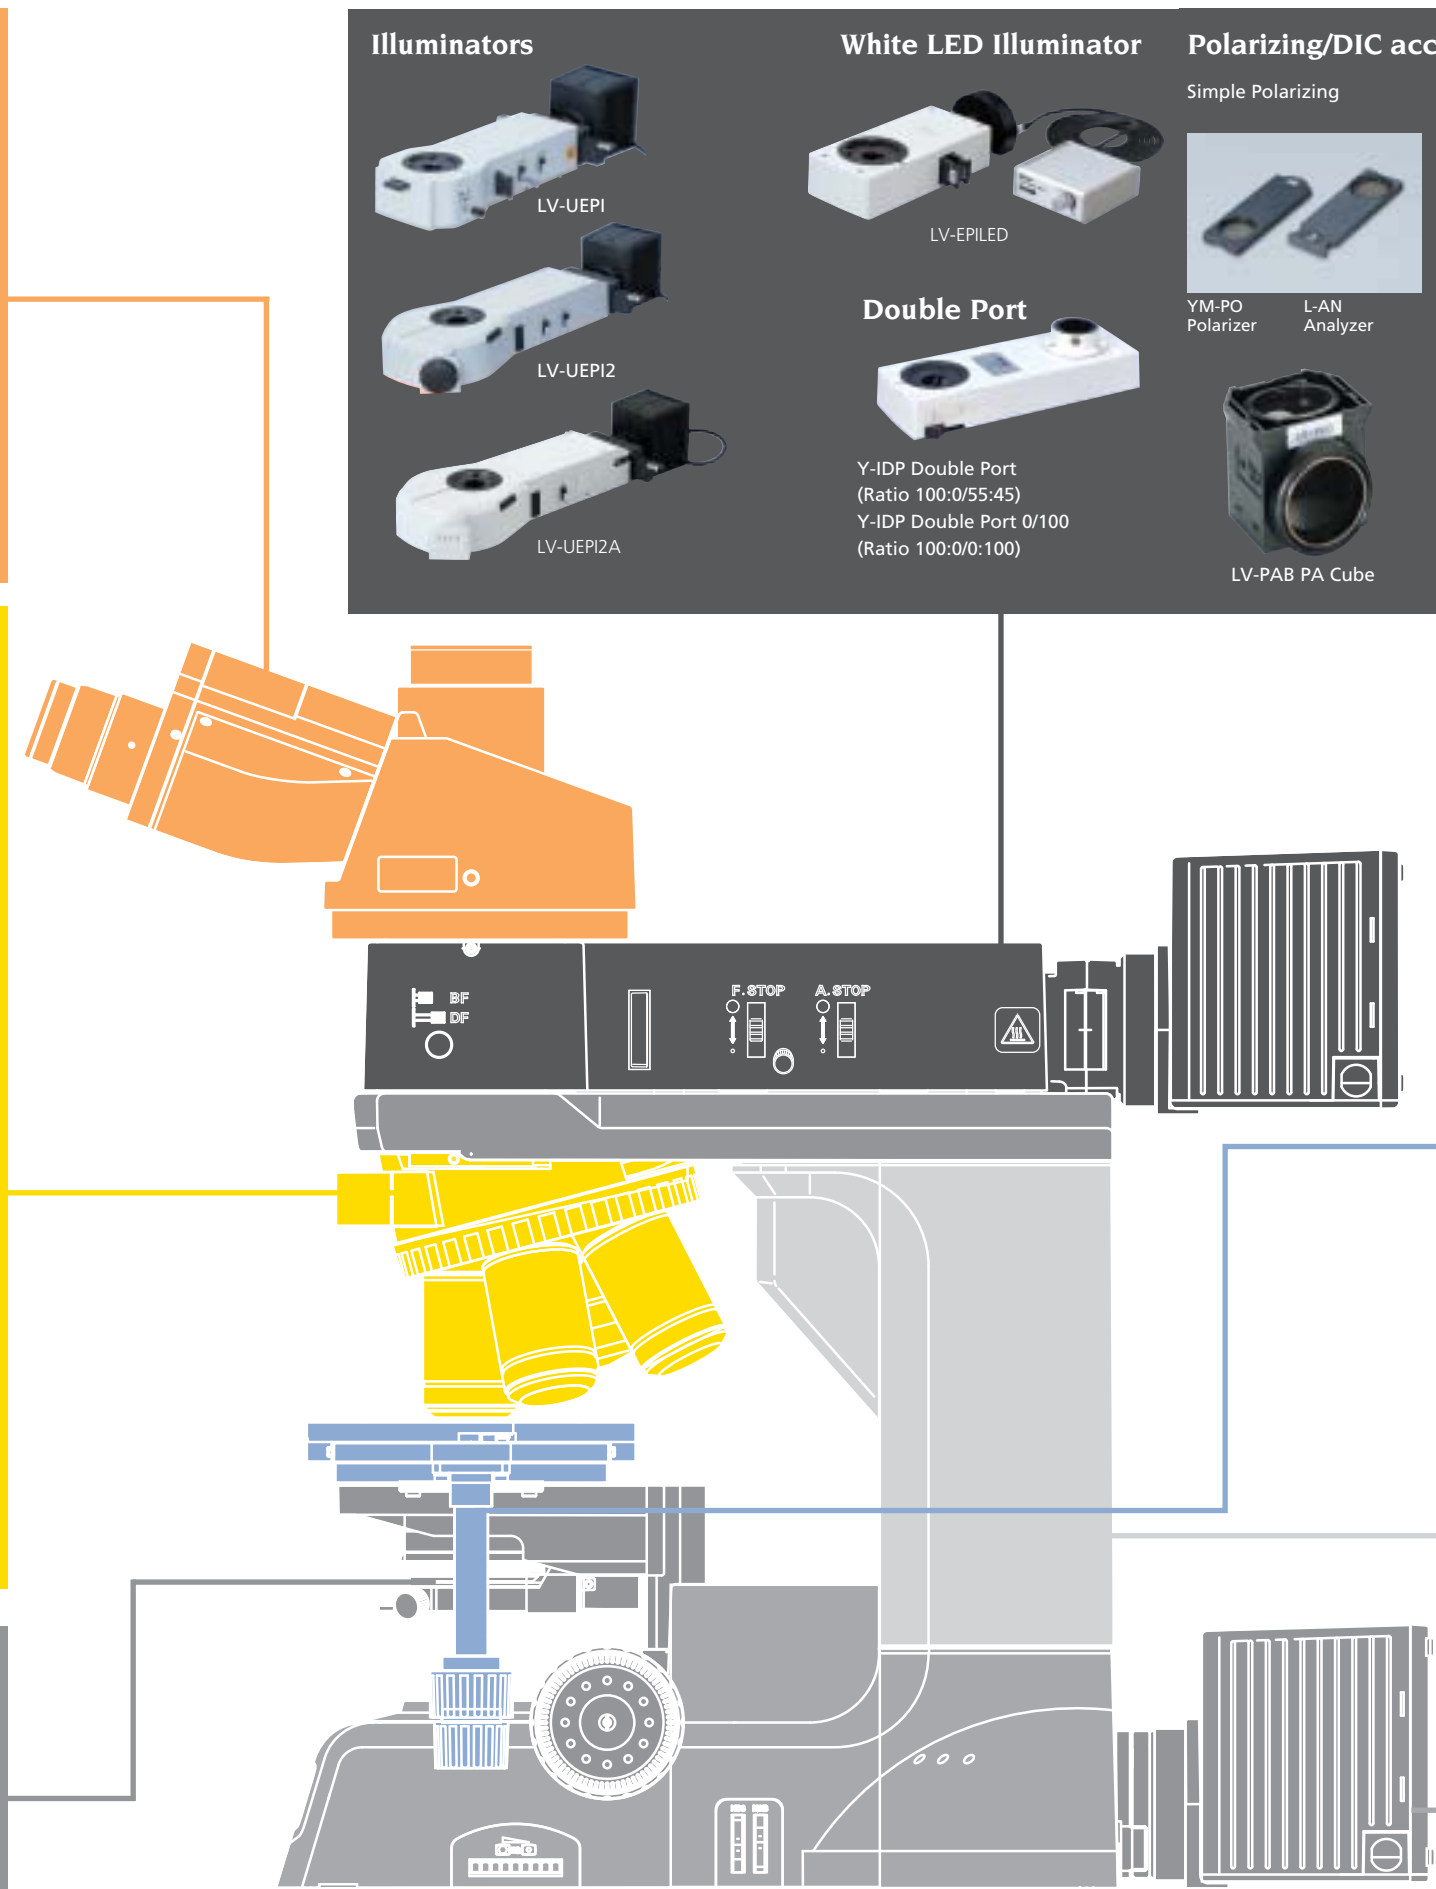 Illuminators
LV-UEPI
LV-UEPI2
LV-UEPI2A
White LED Illuminator
LV-EPILED
Double Port
Y-IDP Double Port
(Ratio 100:0/55:45)
Y-IDP Double Port 0/100
(Ratio 100:0/0:100)
Polarizing/DIC acc
Simple Polarizing
YM-PO
Polarizer
L-AN
Analyzer
LV-PAB PA Cube
BF
DF
F.STOP
A.STOP